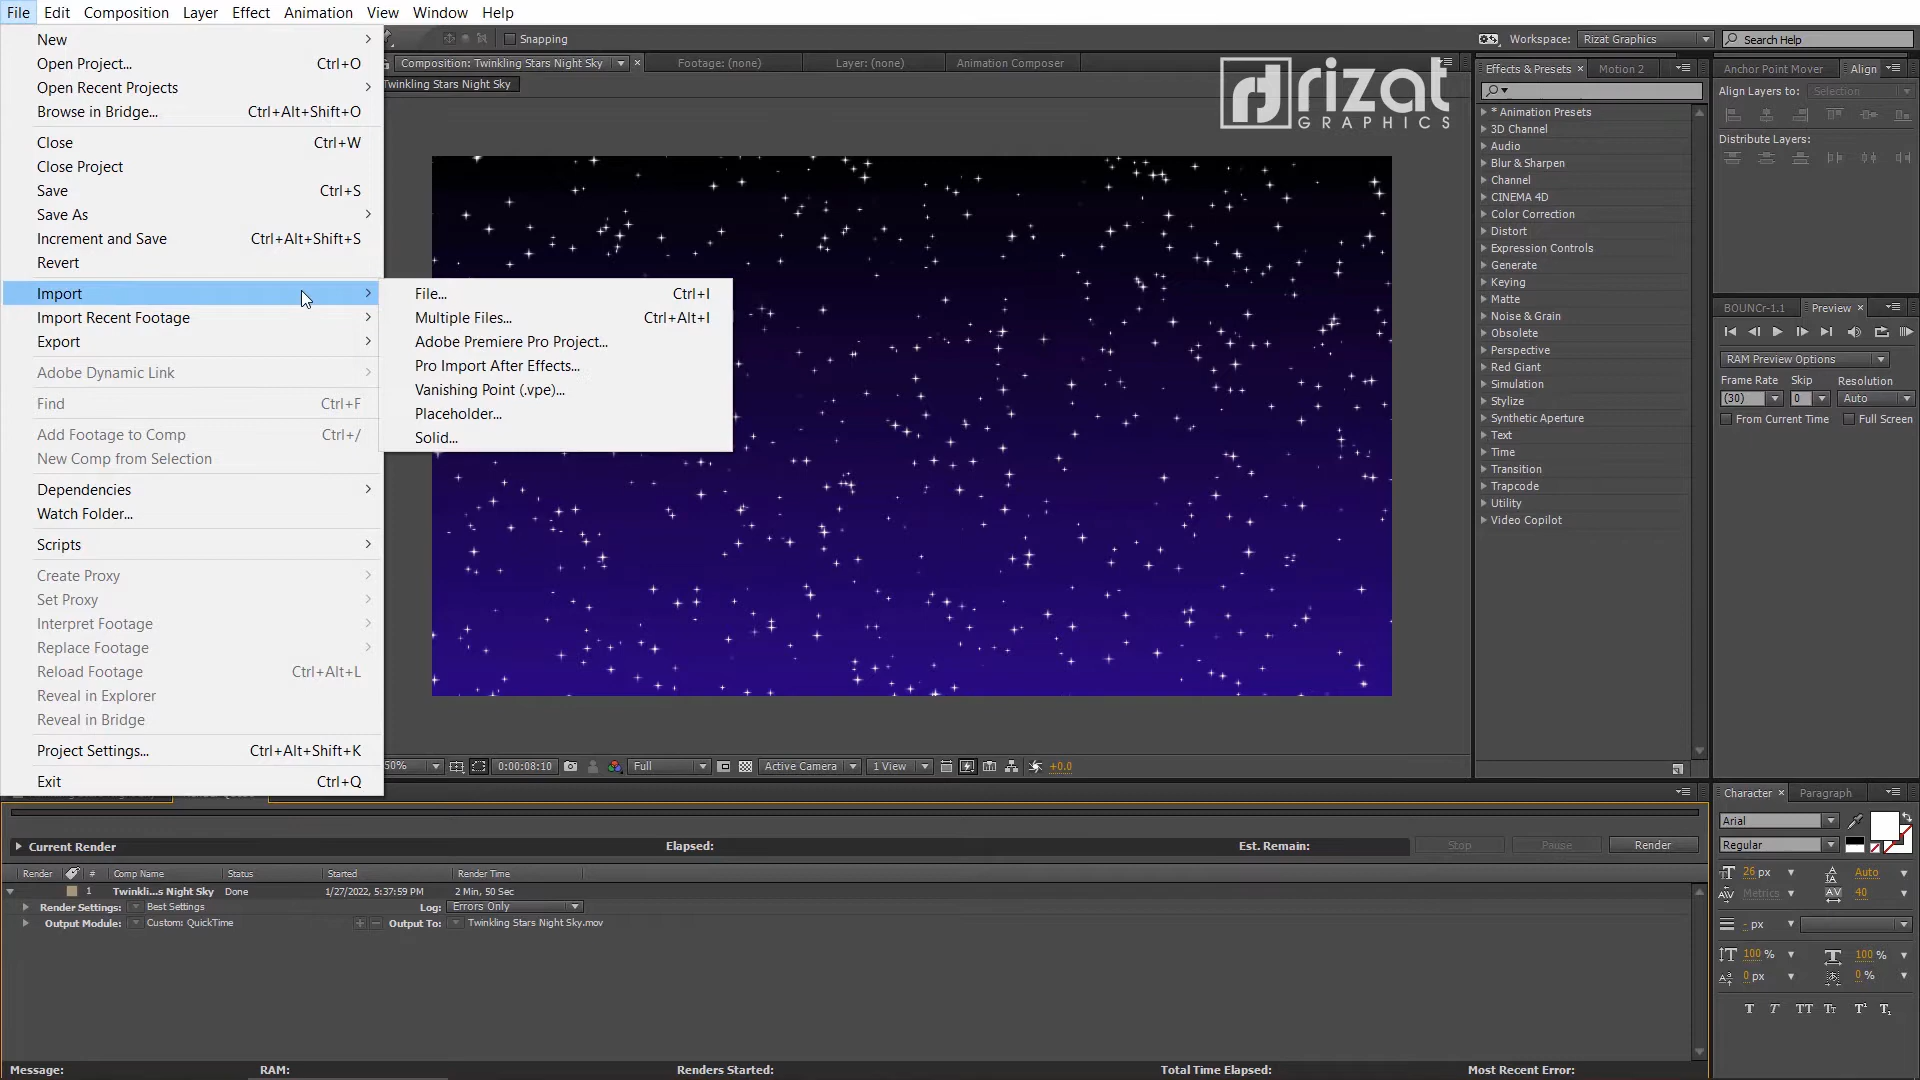 File Edit Composition Layer Effect Animation View Window Help
New
Open Project... Ctrl+O
Open Recent Projects
Browse in Bridge... Ctrl+Alt+Shift+O
Close Ctrl+W
Close Project
Save Ctrl+S
Save As
Increment and Save Ctrl+Alt+Shift+S
Revert
Import
Import Recent Footage
Export
Adobe Dynamic Link
Find Ctrl+F
Add Footage to Comp Ctrl+/
New Comp from Selection
Dependencies
Watch Folder...
Scripts
Create Proxy
Set Proxy
Interpret Footage
Replace Footage
Reload Footage Ctrl+Alt+L
Reveal in Explorer
Reveal in Bridge
Project Settings... Ctrl+Alt+Shift+K
Exit Ctrl+Q
File... Ctrl+I
Multiple Files... Ctrl+Alt+I
Adobe Premiere Pro Project...
Pro Import After Effects...
Vanishing Point (.vpe)...
Placeholder...
Solid...
Snapping
Workspace: Rizat Graphics
Search Help
Composition: Twinkling Stars Night Sky
Footage: (none)
Layer: (none)
Animation Composer
Twinkling Stars Night Sky
rizat
GRAPHICS
50% 0:00:08:10 Full Active Camera 1 View +0.0
Effects & Presets Motion 2
* Animation Presets
3D Channel
Audio
Blur & Sharpen
Channel
CINEMA 4D
Color Correction
Distort
Expression Controls
Generate
Keying
Matte
Noise & Grain
Obsolete
Perspective
Red Giant
Simulation
Stylize
Synthetic Aperture
Text
Time
Transition
Trapcode
Utility
Video Copilot
Anchor Point Mover Align
Align Layers to: Selection
Distribute Layers:
BOUNCr-1.1 Preview
RAM Preview Options
Frame Rate Skip Resolution
(30) 0 Auto
From Current Time Full Screen
Current Render Elapsed: Est. Remain: Stop Pause Render
Render # Comp Name Status Started Render Time
1 Twinkli...s Night Sky Done 1/27/2022, 5:37:59 PM 2 Min, 50 Sec
Render Settings: Best Settings Log: Errors Only
Output Module: Custom: QuickTime Output To: Twinkling Stars Night Sky.mov
Message: RAM: Renders Started: Total Time Elapsed: Most Recent Error:
Character Paragraph
Arial
Regular
26 px Auto
Metrics 40
- px
100 % 100 %
0 px 0 %
T T TT Tr T¹ T₁